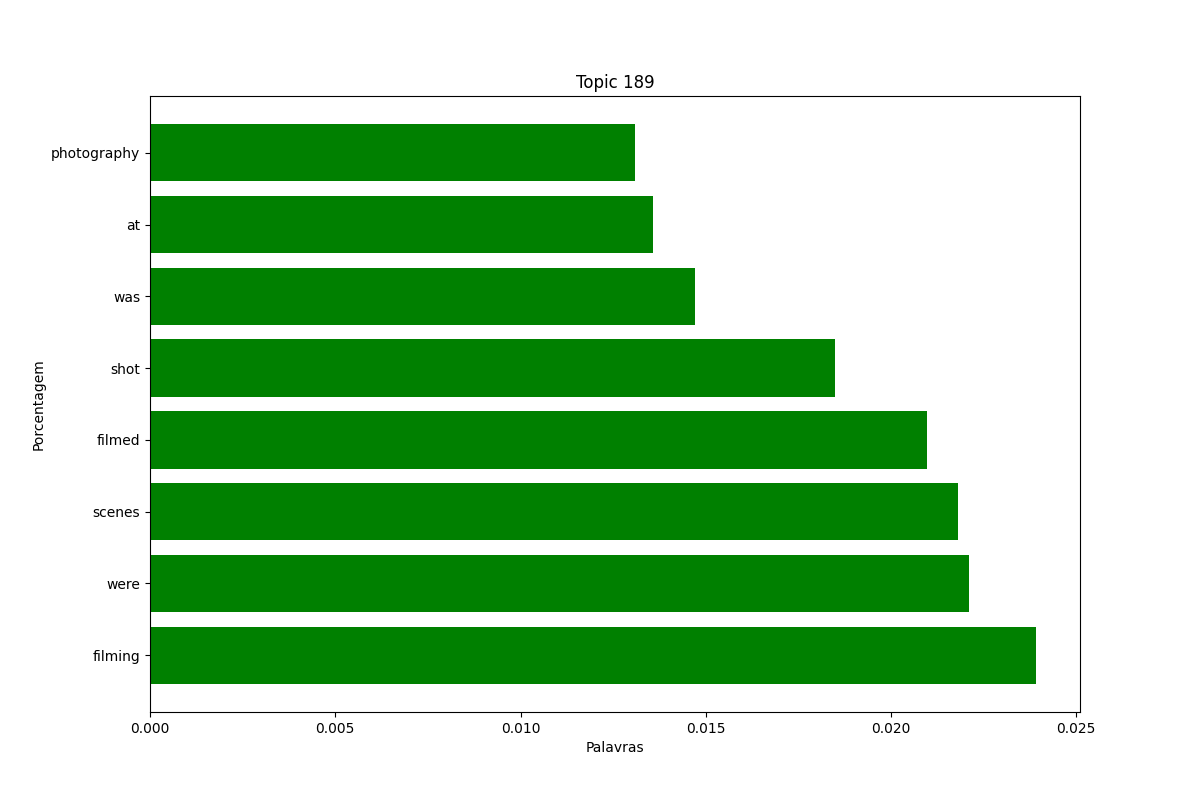 Topic 189
photography
at
was
shot
filmed
scenes
were
filming
Porcentagem
0.000 0.005 0.010 0.015 0.020 0.025
Palavras